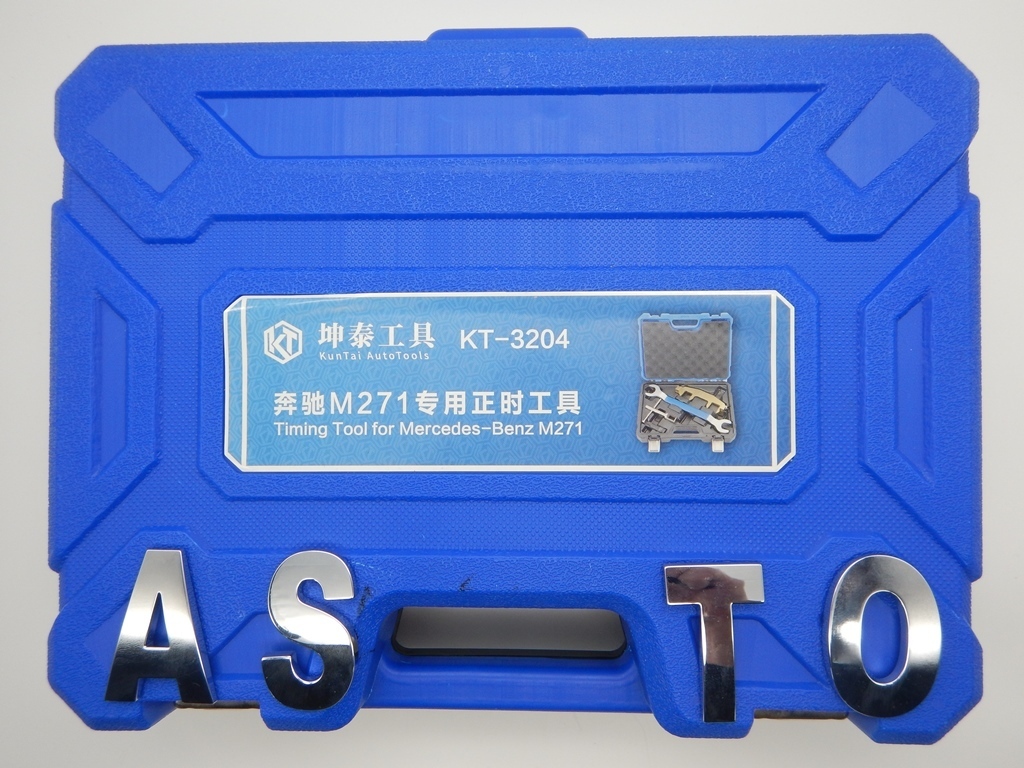 KT 坤泰工具 KT-3204
KunTai AutoTools
奔驰M271专用正时工具
Timing Tool for Mercedes-Benz M271
AS TO